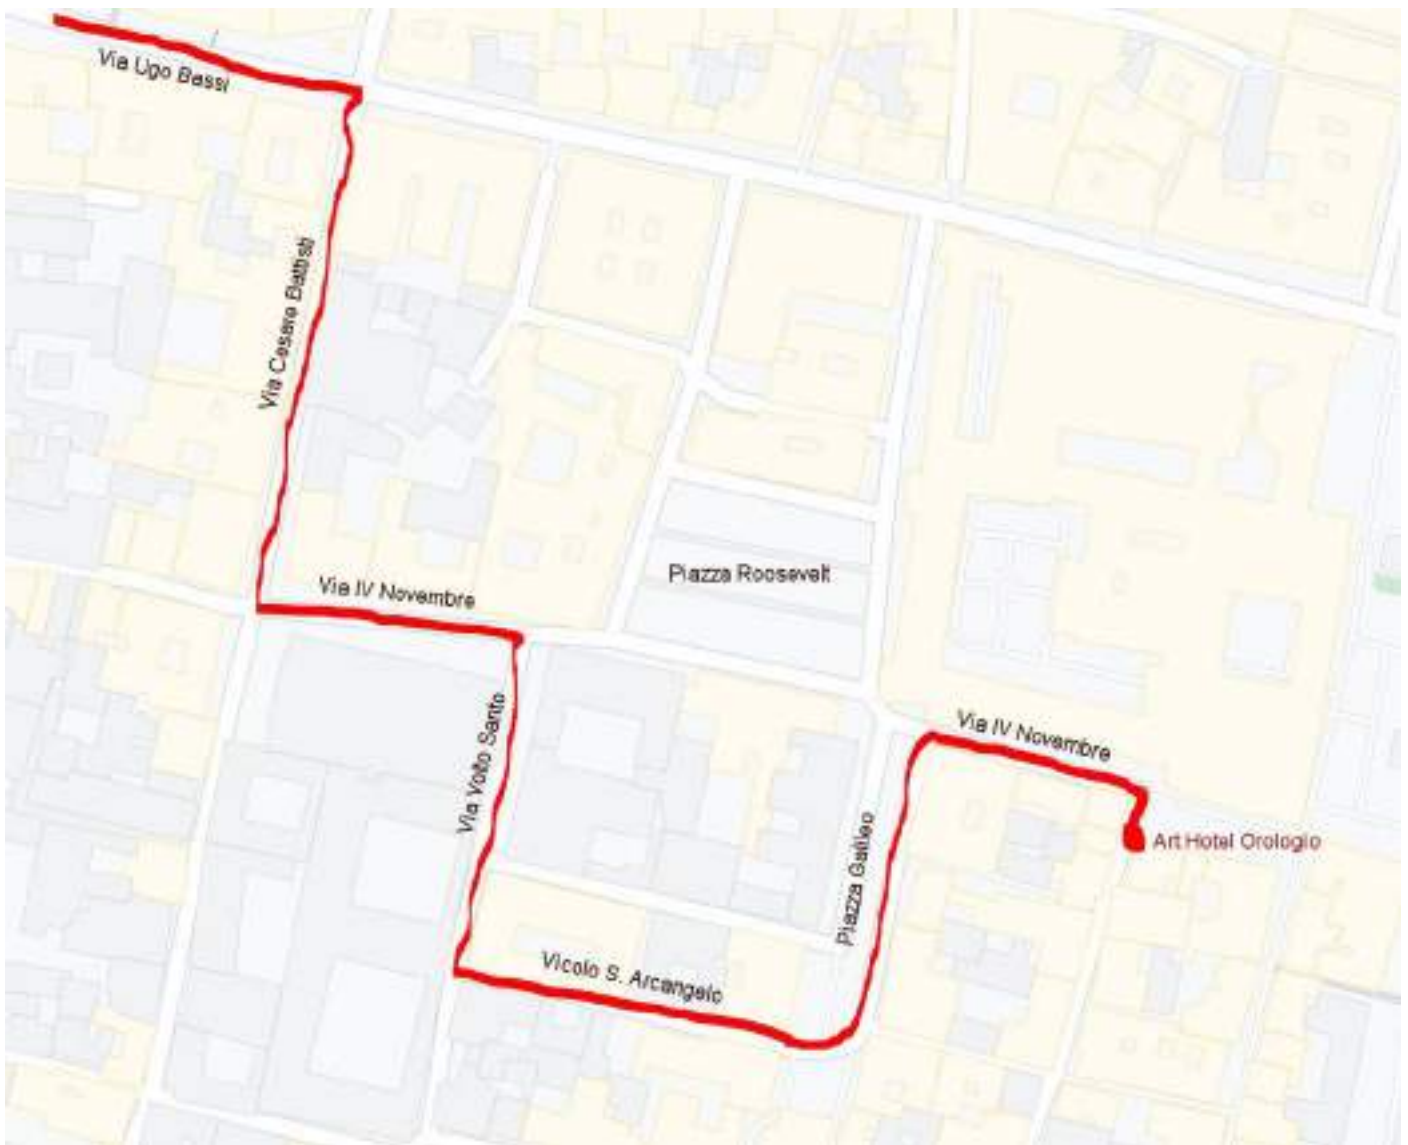 Via Ugo Bassi
Via Cesare Battisti
Via IV Novembre
Piazza Roosevelt
Via Volto Santo
Via IV Novembre
Piazza Galileo
Art Hotel Orologio
Vicolo S. Arcangelo